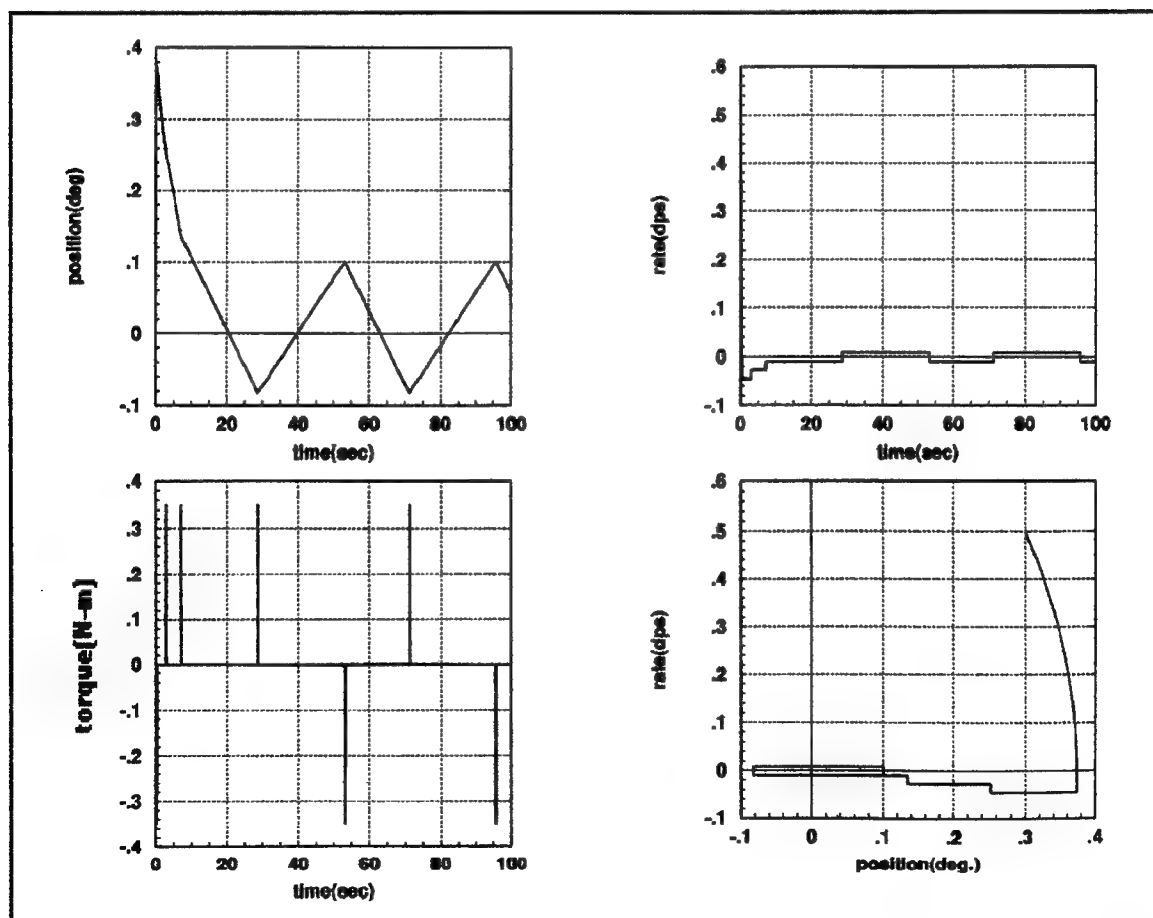 .4
.3
.2
.1
0
-.1
position(deg)
0 20 40 60 80 100
time(sec)
.6
.5
.4
.3
.2
.1
0
-.1
rate(dps)
0 20 40 60 80 100
time(sec)
.4
.3
.2
.1
0
-.1
-.2
-.3
-.4
torque[N-m]
0 20 40 60 80 100
time(sec)
.6
.5
.4
.3
.2
.1
0
-.1
rate(dps)
-.1 0 .1 .2 .3 .4
position(deg.)